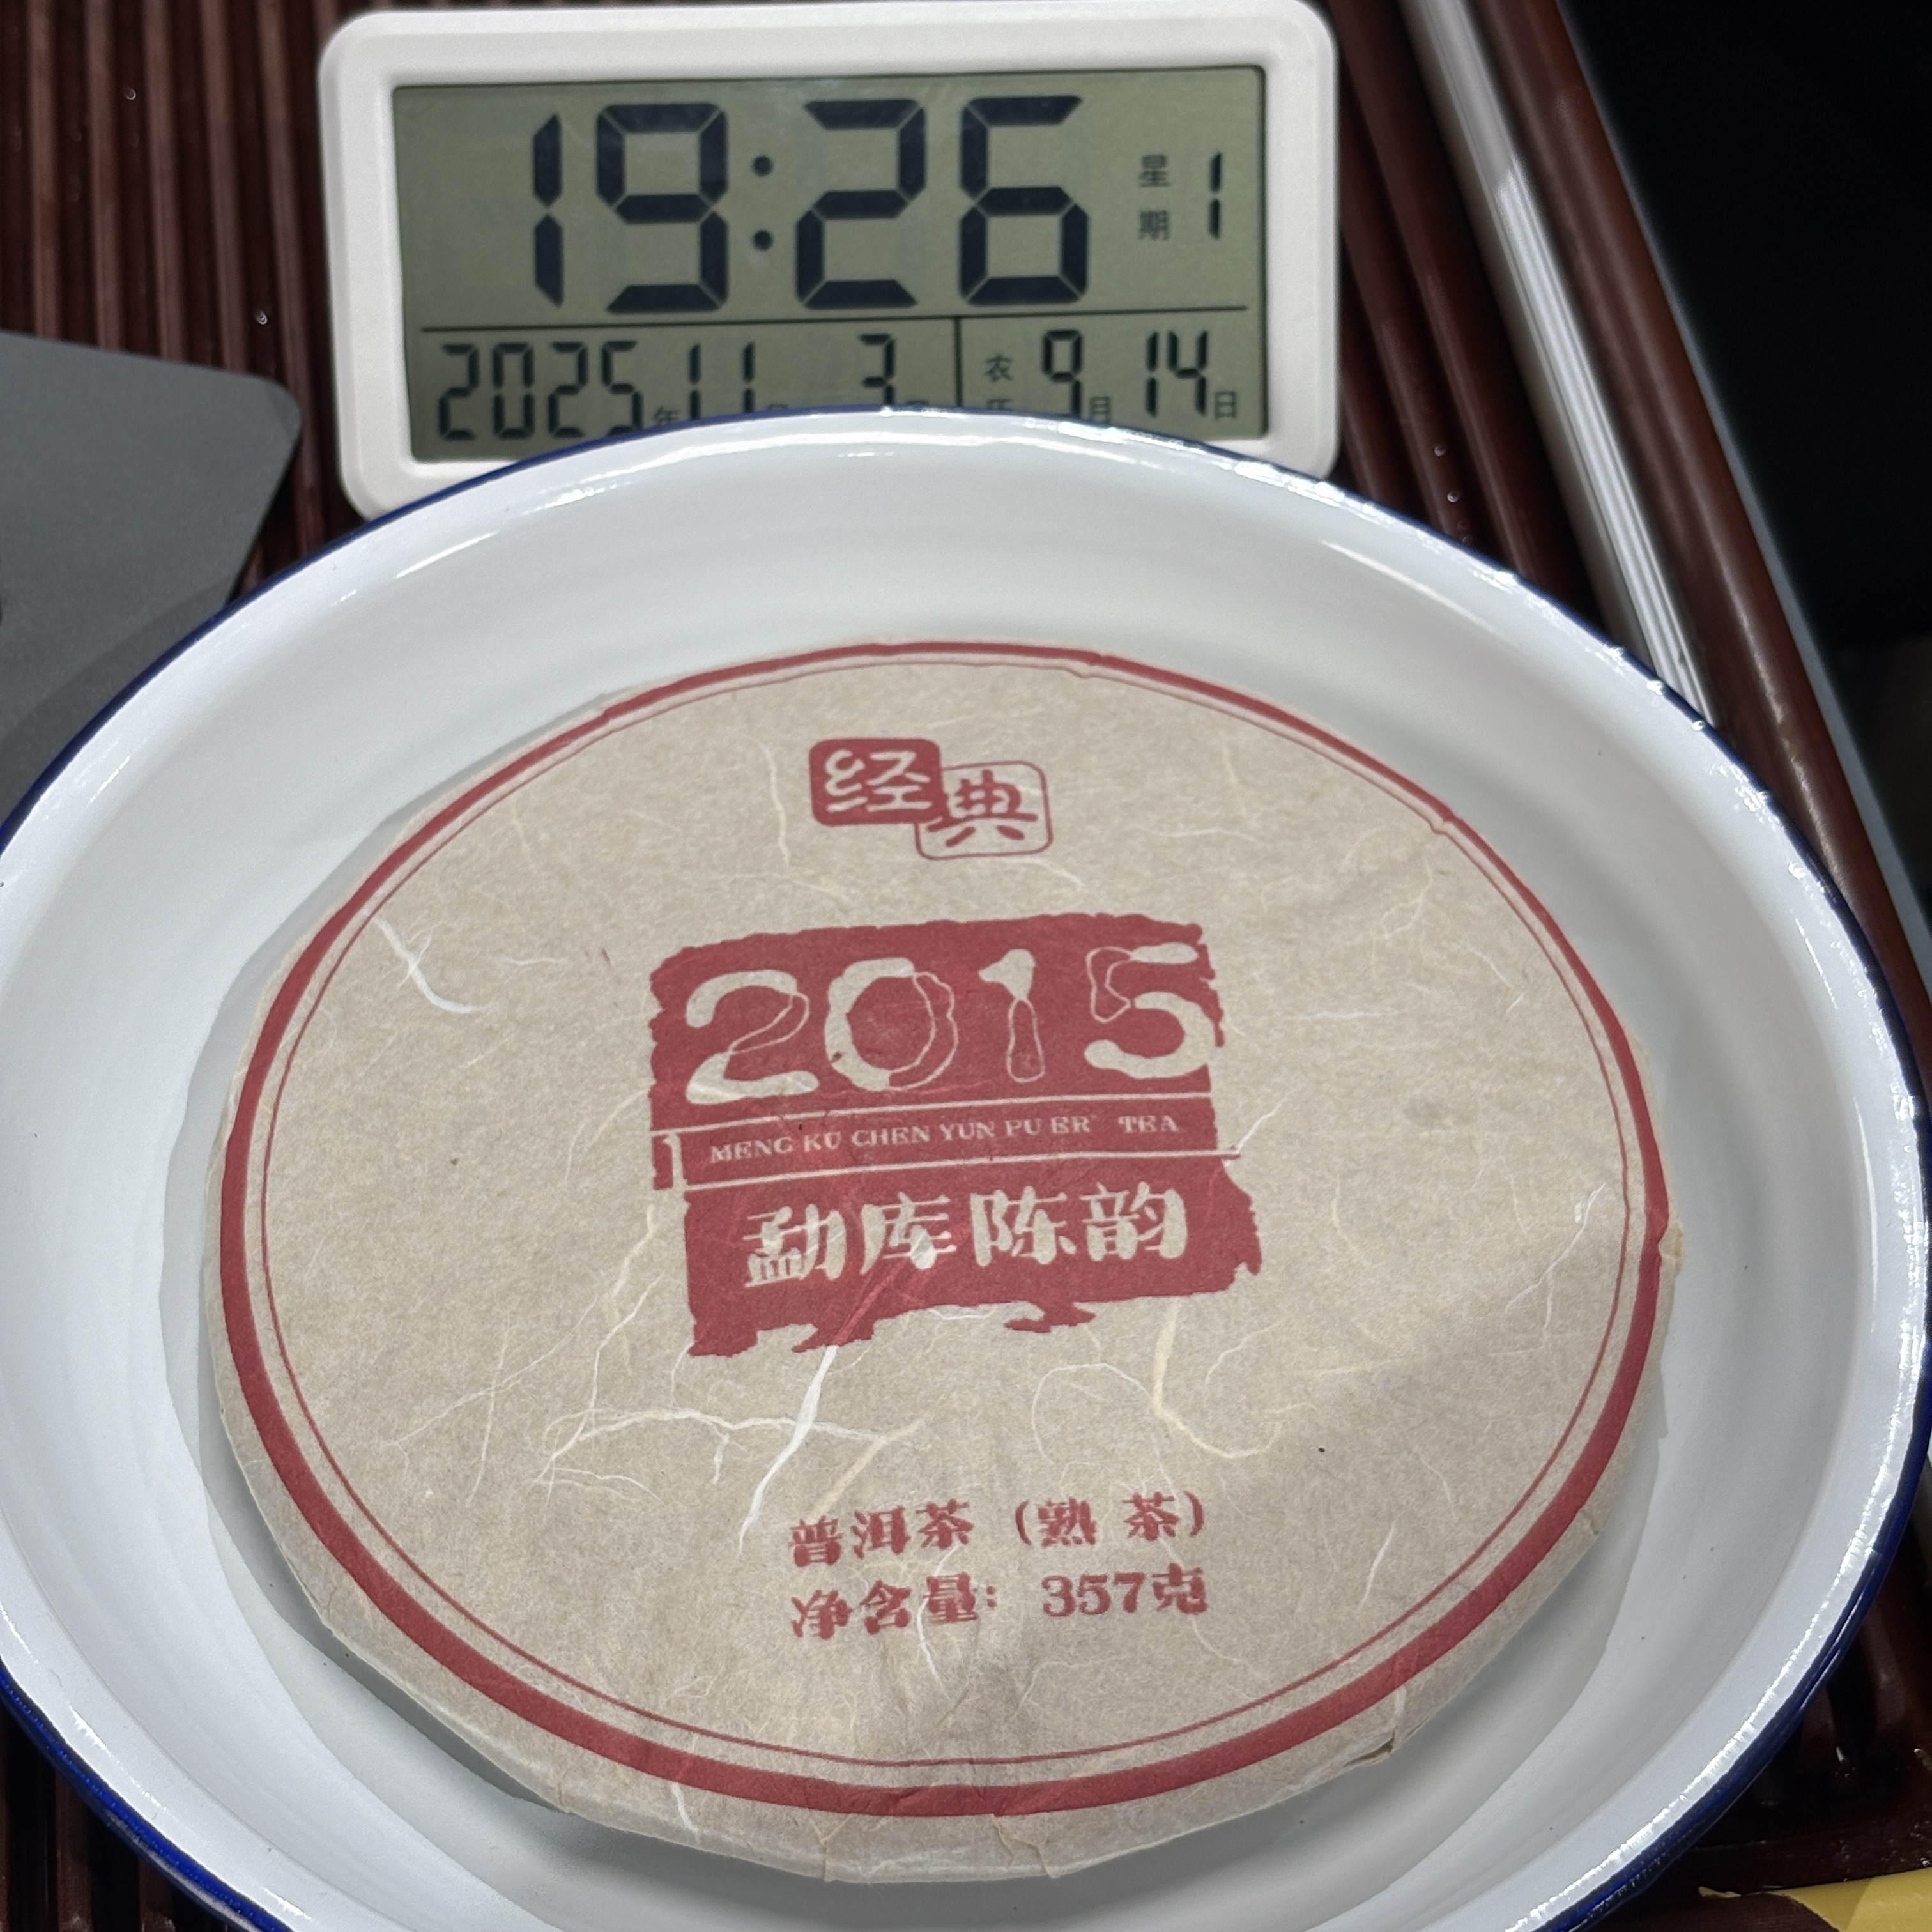 19:26 星期 1
2025年11月 3日 农历 9月 14日
经典
2015
MENG KU CHEN YUN PU ER' TEA
勐库陈韵
普洱茶（熟 茶）
净含量：357克